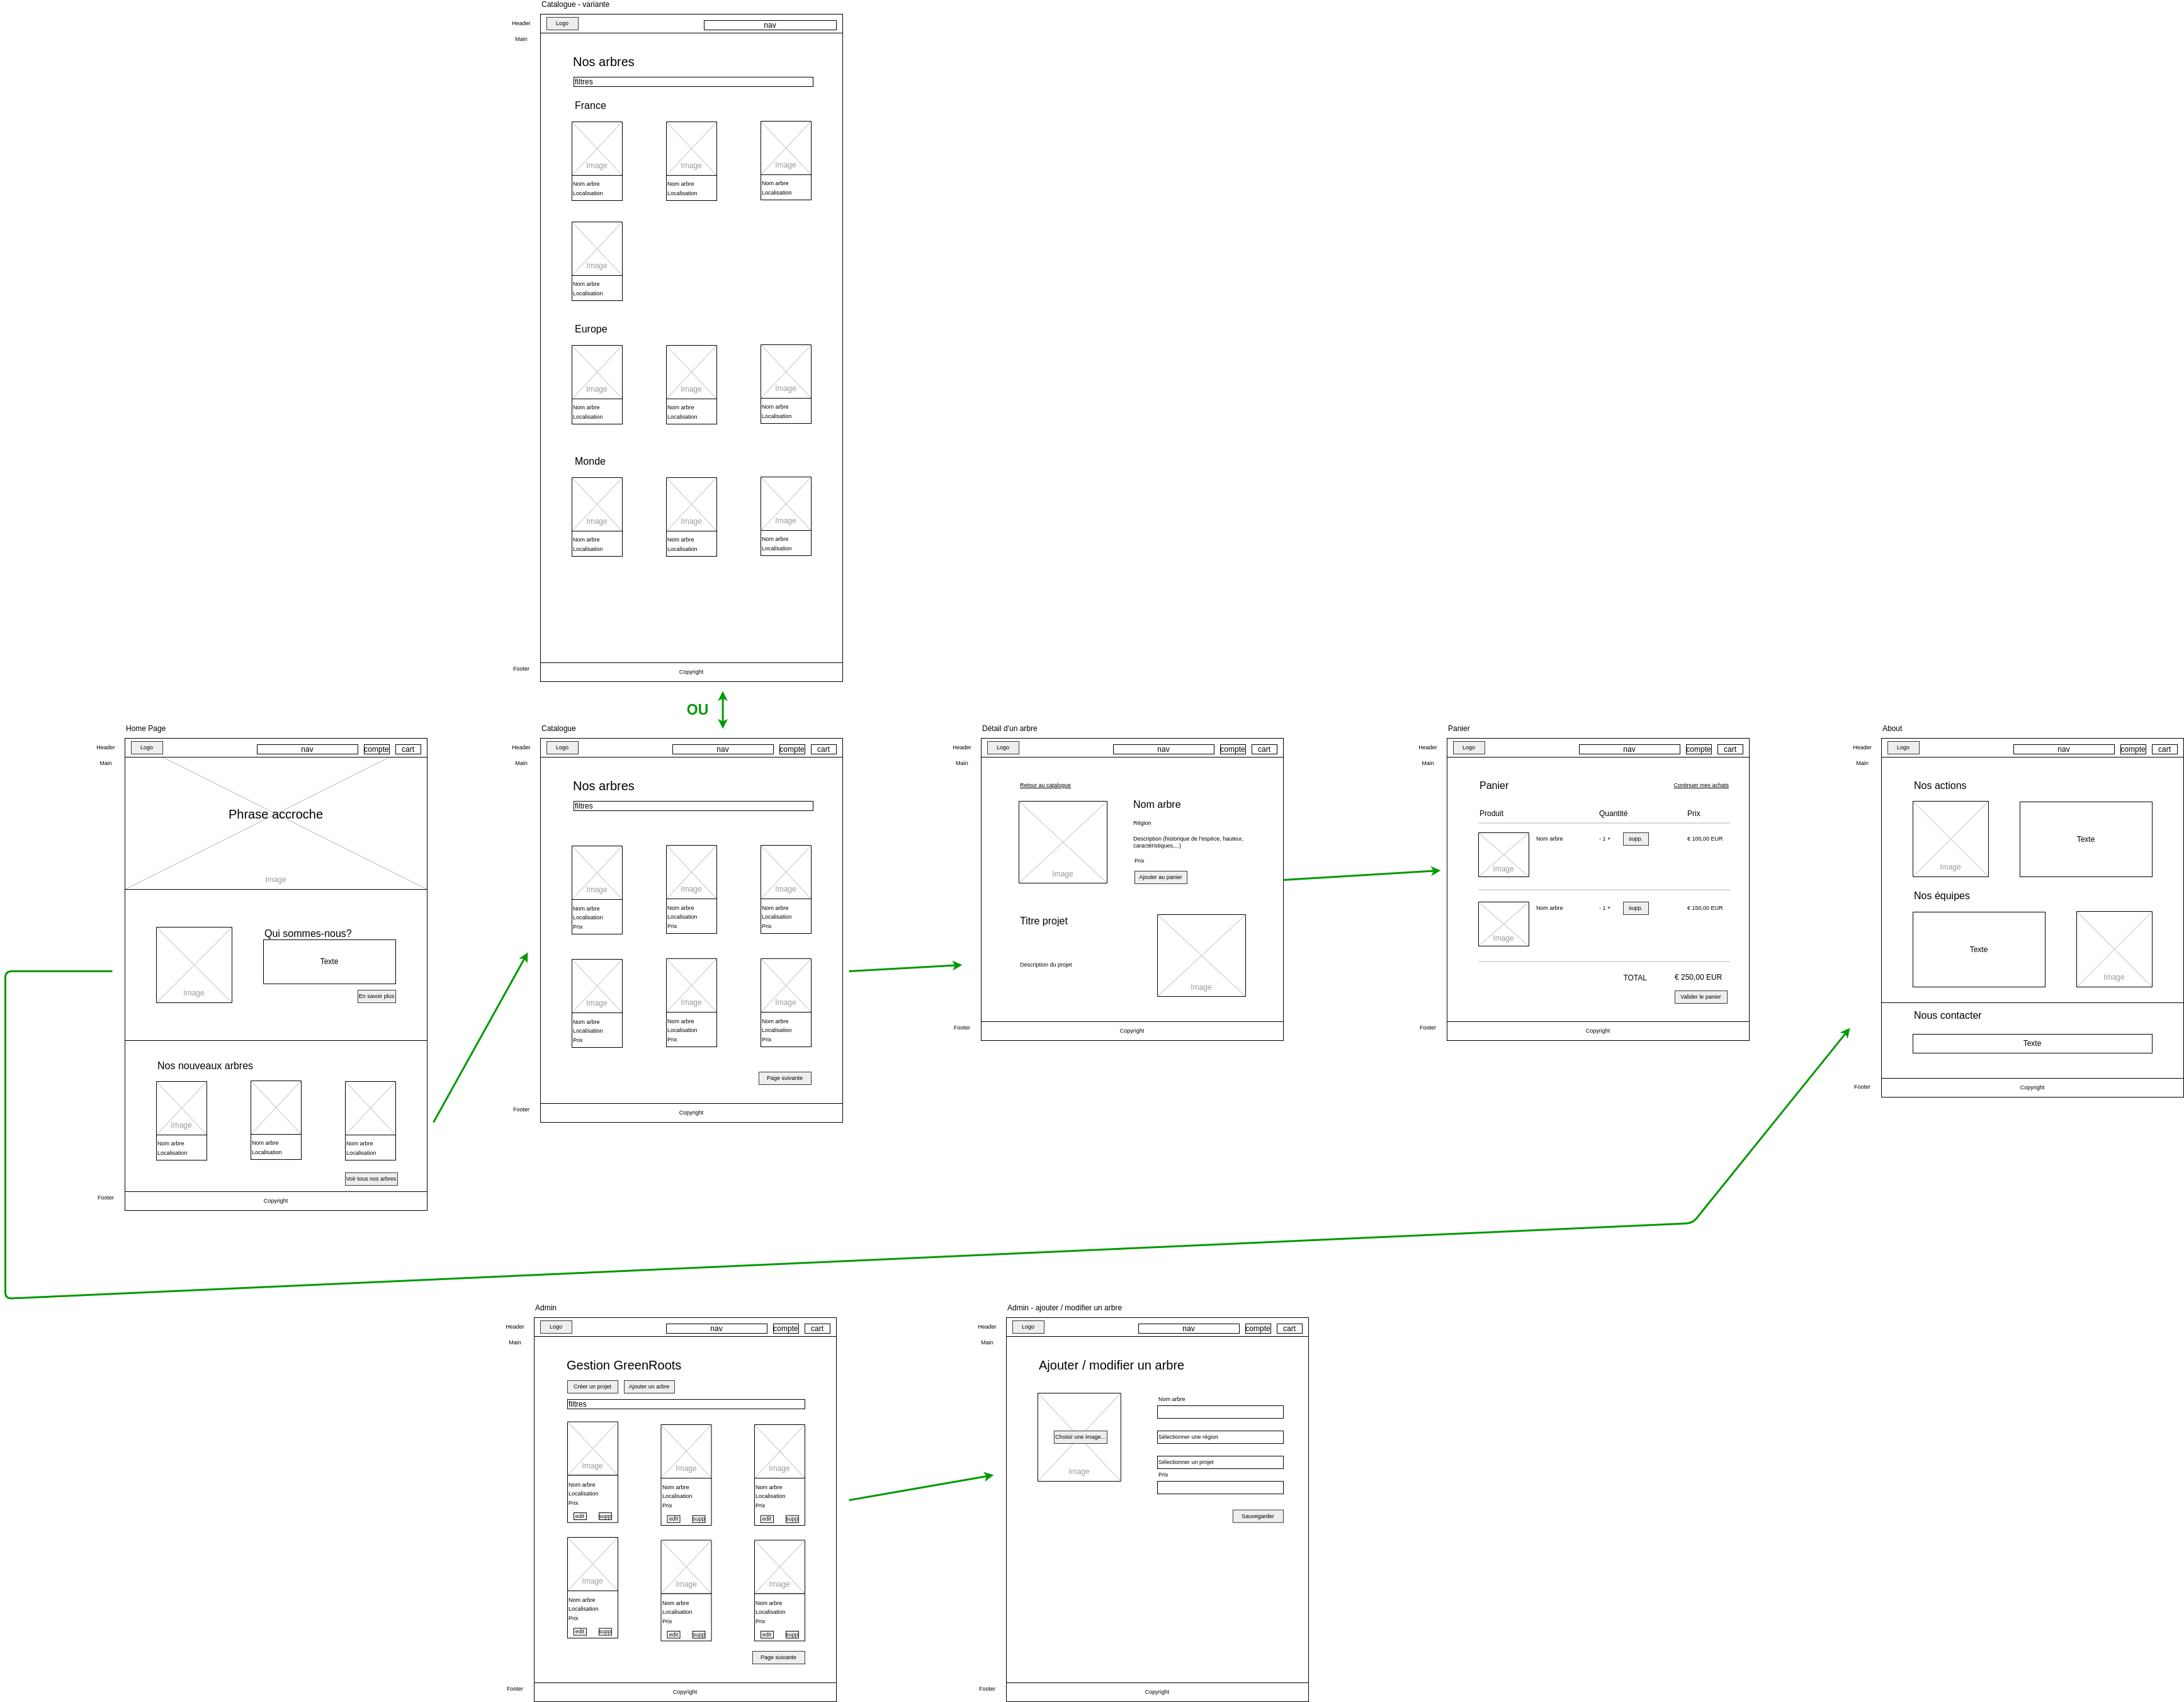 Catalogue - variante
Header
Logo
nav
Main
Nos arbres
filtres
France
Image
Image
Image
Nom arbre
Localisation
Nom arbre
Localisation
Nom arbre
Localisation
Image
Nom arbre
Localisation
Europe
Image
Image
Image
Nom arbre
Localisation
Nom arbre
Localisation
Nom arbre
Localisation
Monde
Image
Image
Image
Nom arbre
Localisation
Nom arbre
Localisation
Nom arbre
Localisation
Footer
Copyright
OU
Home Page
Header
Logo
nav
compte
cart
Main
Phrase accroche
Image
Qui sommes-nous?
Texte
Image
En savoir plus
Nos nouveaux arbres
Image
Nom arbre
Localisation
Nom arbre
Localisation
Nom arbre
Localisation
Voir tous nos arbres
Footer
Copyright
Catalogue
Header
Logo
nav
compte
cart
Main
Nos arbres
filtres
Image
Image
Image
Nom arbre
Localisation
Prix
Nom arbre
Localisation
Prix
Nom arbre
Localisation
Prix
Image
Image
Image
Nom arbre
Localisation
Prix
Nom arbre
Localisation
Prix
Nom arbre
Localisation
Prix
Page suivante
Footer
Copyright
Détail d'un arbre
Header
Logo
nav
compte
cart
Main
Retour au catalogue
Image
Nom arbre
Région
Description (historique de l'espèce, hauteur,
caractéristiques,...)
Prix
Ajouter au panier
Titre projet
Description du projet
Image
Footer
Copyright
Panier
Header
Logo
nav
compte
cart
Main
Panier
Continuer mes achats
Produit
Quantité
Prix
Image
Nom arbre
- 1 +
supp.
€ 100,00 EUR
Image
Nom arbre
- 1 +
supp.
€ 150,00 EUR
TOTAL
€ 250,00 EUR
Valider le panier
Footer
Copyright
About
Header
Logo
nav
compte
cart
Main
Nos actions
Image
Texte
Nos équipes
Texte
Image
Nous contacter
Texte
Footer
Copyright
Admin
Header
Logo
nav
compte
cart
Main
Gestion GreenRoots
Créer un projet
Ajouter un arbre
filtres
Image
Image
Image
Nom arbre
Localisation
Prix
edit
supp
Nom arbre
Localisation
Prix
edit
supp
Nom arbre
Localisation
Prix
edit
supp
Image
Image
Image
Nom arbre
Localisation
Prix
edit
supp
Nom arbre
Localisation
Prix
edit
supp
Nom arbre
Localisation
Prix
edit
supp
Page suivante
Footer
Copyright
Admin - ajouter / modifier un arbre
Header
Logo
nav
compte
cart
Main
Ajouter / modifier un arbre
Choisir une image...
Image
Nom arbre
Sélectionner une région
Sélectionner un projet
Prix
Sauvegarder
Footer
Copyright